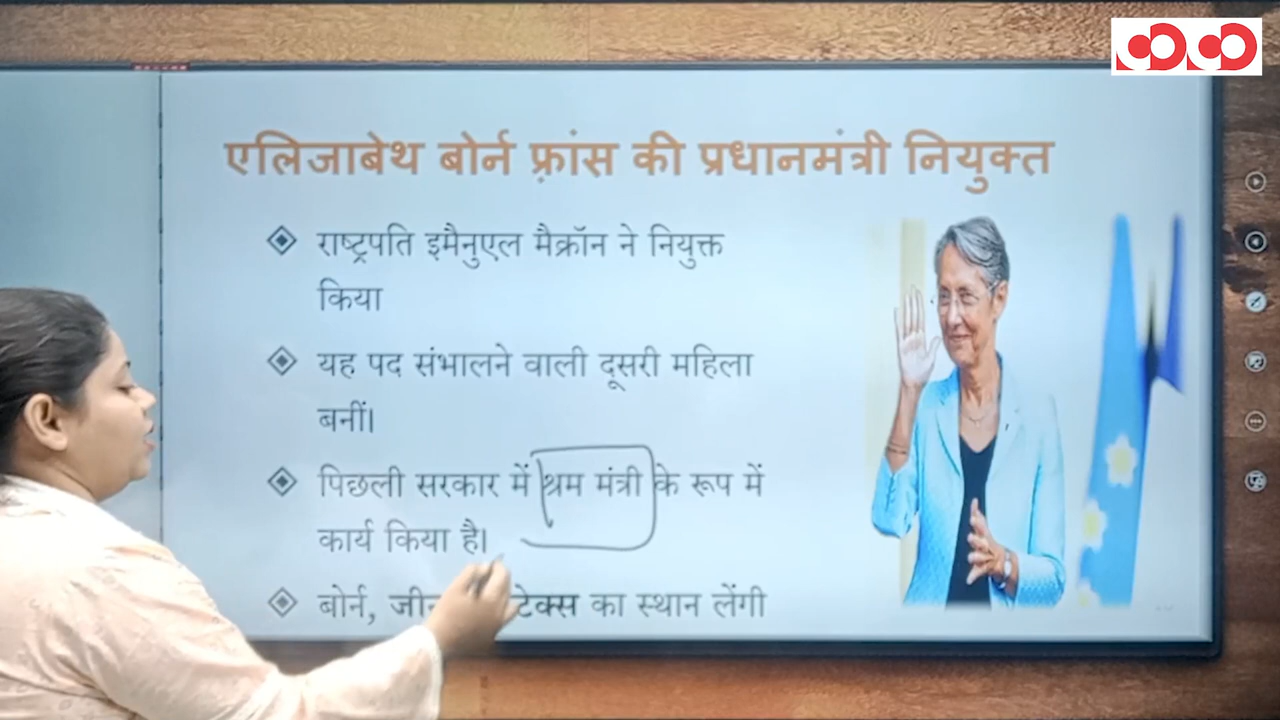 एलिजाबेथ बोर्न फ़्रांस की प्रधानमंत्री नियुक्त
राष्ट्रपति इमैनुएल मैक्रॉन ने नियुक्त
किया
यह पद संभालने वाली दूसरी महिला
बनीं।
पिछली सरकार में श्रम मंत्री के रूप में
कार्य किया है।
बोर्न, का स्थान लेंगी